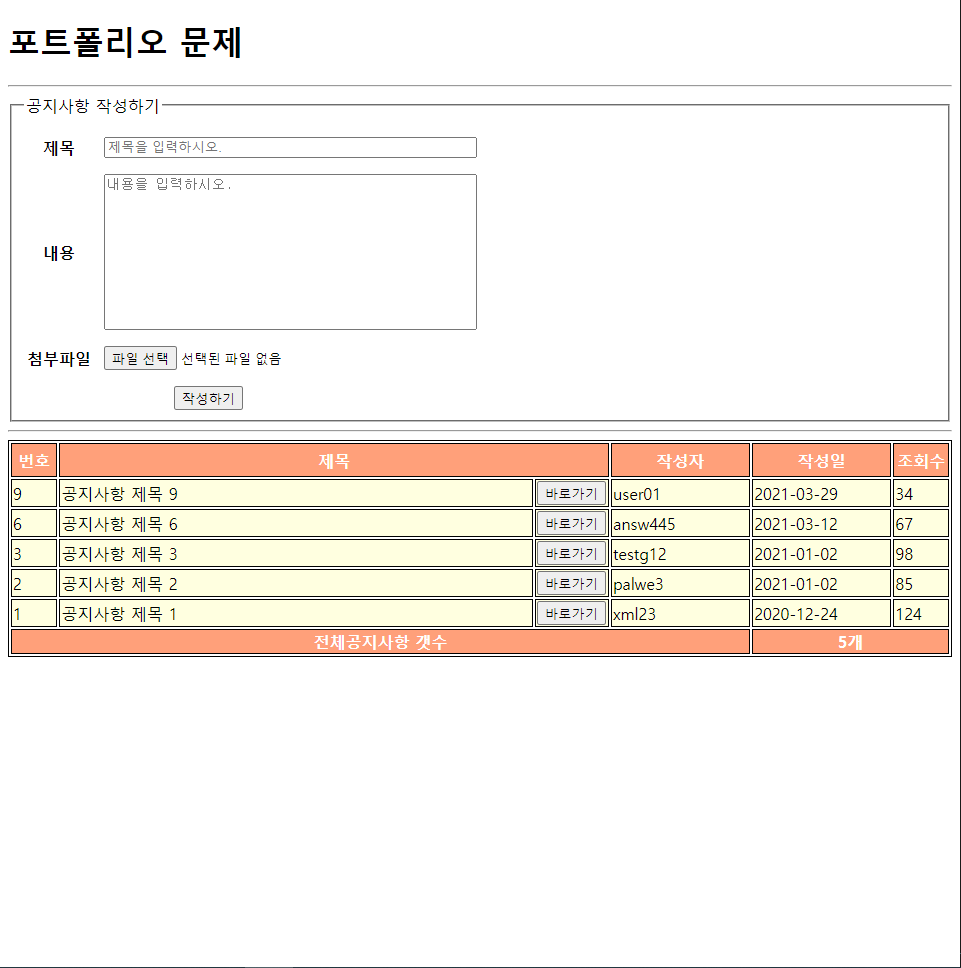 포트폴리오 문제
공지사항 작성하기
제목 제목을 입력하시오.
내용 내용을 입력하시오.
첨부파일 파일 선택 선택된 파일 없음
작성하기
번호 제목 작성자 작성일 조회수
9 공지사항 제목 9 바로가기 user01 2021-03-29 34
6 공지사항 제목 6 바로가기 answ445 2021-03-12 67
3 공지사항 제목 3 바로가기 testg12 2021-01-02 98
2 공지사항 제목 2 바로가기 palwe3 2021-01-02 85
1 공지사항 제목 1 바로가기 xml23 2020-12-24 124
전체공지사항 갯수 5개